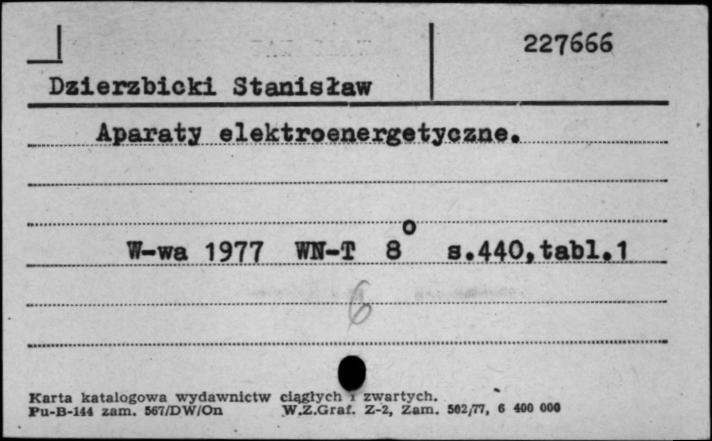 227666
Dzierzbicki Stanisław
Aparaty elektroenergetyczne.
W-wa 1977 WN-T 8° s.440,tabl.1
6
Karta katalogowa wydawnictw ciągłych i zwartych.
Pu-B-144 zam. 567/DW/On W.Z.Graf. Z-2, Zam. 502/77, 6 400 000